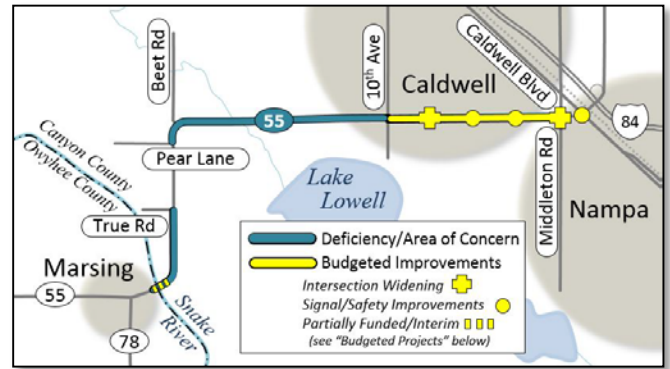 Beet Rd
10th Ave
Caldwell Blvd
Caldwell
55
84
Canyon County
Owyhee County
Pear Lane
Lake
Lowell
Middleton Rd
Nampa
True Rd
Marsing
55
78
Snake
River
Deficiency/Area of Concern
Budgeted Improvements
Intersection Widening
Signal/Safety Improvements
Partially Funded/Interim
(see "Budgeted Projects" below)